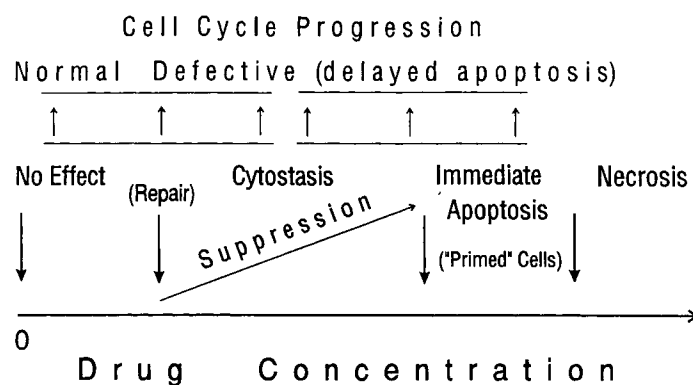 Cell Cycle Progression
Normal Defective (delayed apoptosis)
No Effect (Repair) Cytostasis Immediate Apoptosis Necrosis
Suppression
("Primed" Cells)
0
Drug Concentration